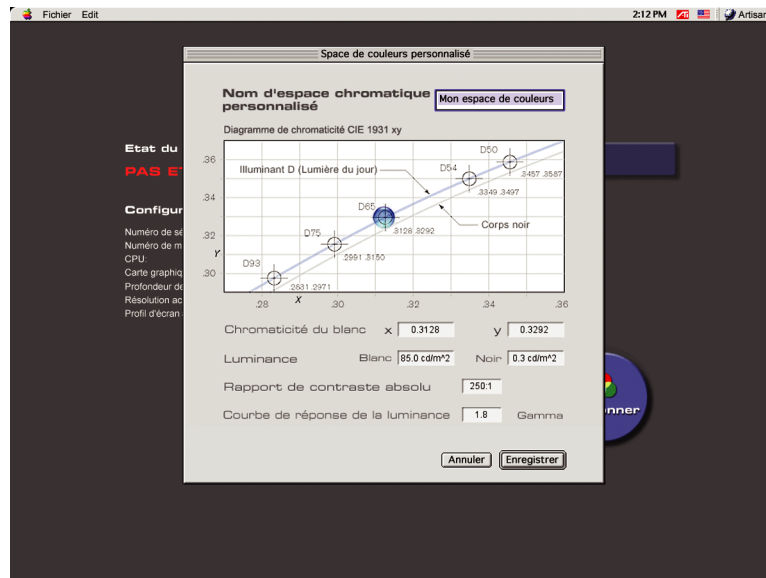 Fichier Edit 2:12 PM Artisan
Space de couleurs personnalisé
Nom d'espace chromatique
personnalisé
Mon espace de couleurs
Diagramme de chromaticité CIE 1931 xy
Etat du
PAS E
Configur
Numéro de sé
Numéro de m
CPU:
Carte graphiq
Profondeur de
Résolution ac
Profil d'écran
.36
.34
.32
Y
.30
Illuminant D (Lumière du jour)
D50
.3457 .3587
D54
.3349 .3497
D65
.3128 .3292
Corps noir
D75
.2991 .3150
D93
.2831 .2971
.28 X .30 .32 .34 .36
Chromaticité du blanc x 0.3128 y 0.3292
Luminance Blanc 85.0 cd/m^2 Noir 0.3 cd/m^2
Rapport de contraste absolu 250:1
Courbe de réponse de la luminance 1.8 Gamma
nner
Annuler Enregistrer